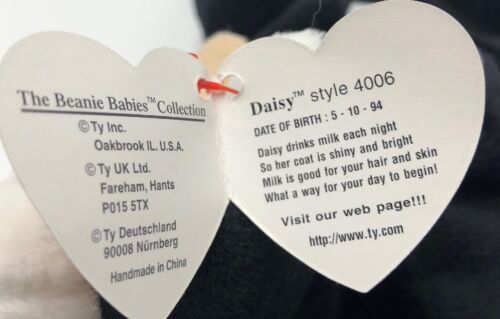 The Beanie Babies™ Collection
©Ty Inc.
Oakbrook IL. U.S.A.
©Ty UK Ltd.
Fareham, Hants
P015 5TX
©Ty Deutschland
90008 Nürnberg
Handmade in China
Daisy™ style 4006
DATE OF BIRTH : 5 - 10 - 94
Daisy drinks milk each night
So her coat is shiny and bright
Milk is good for your hair and skin
What a way for your day to begin!
Visit our web page!!!
http://www.ty.com